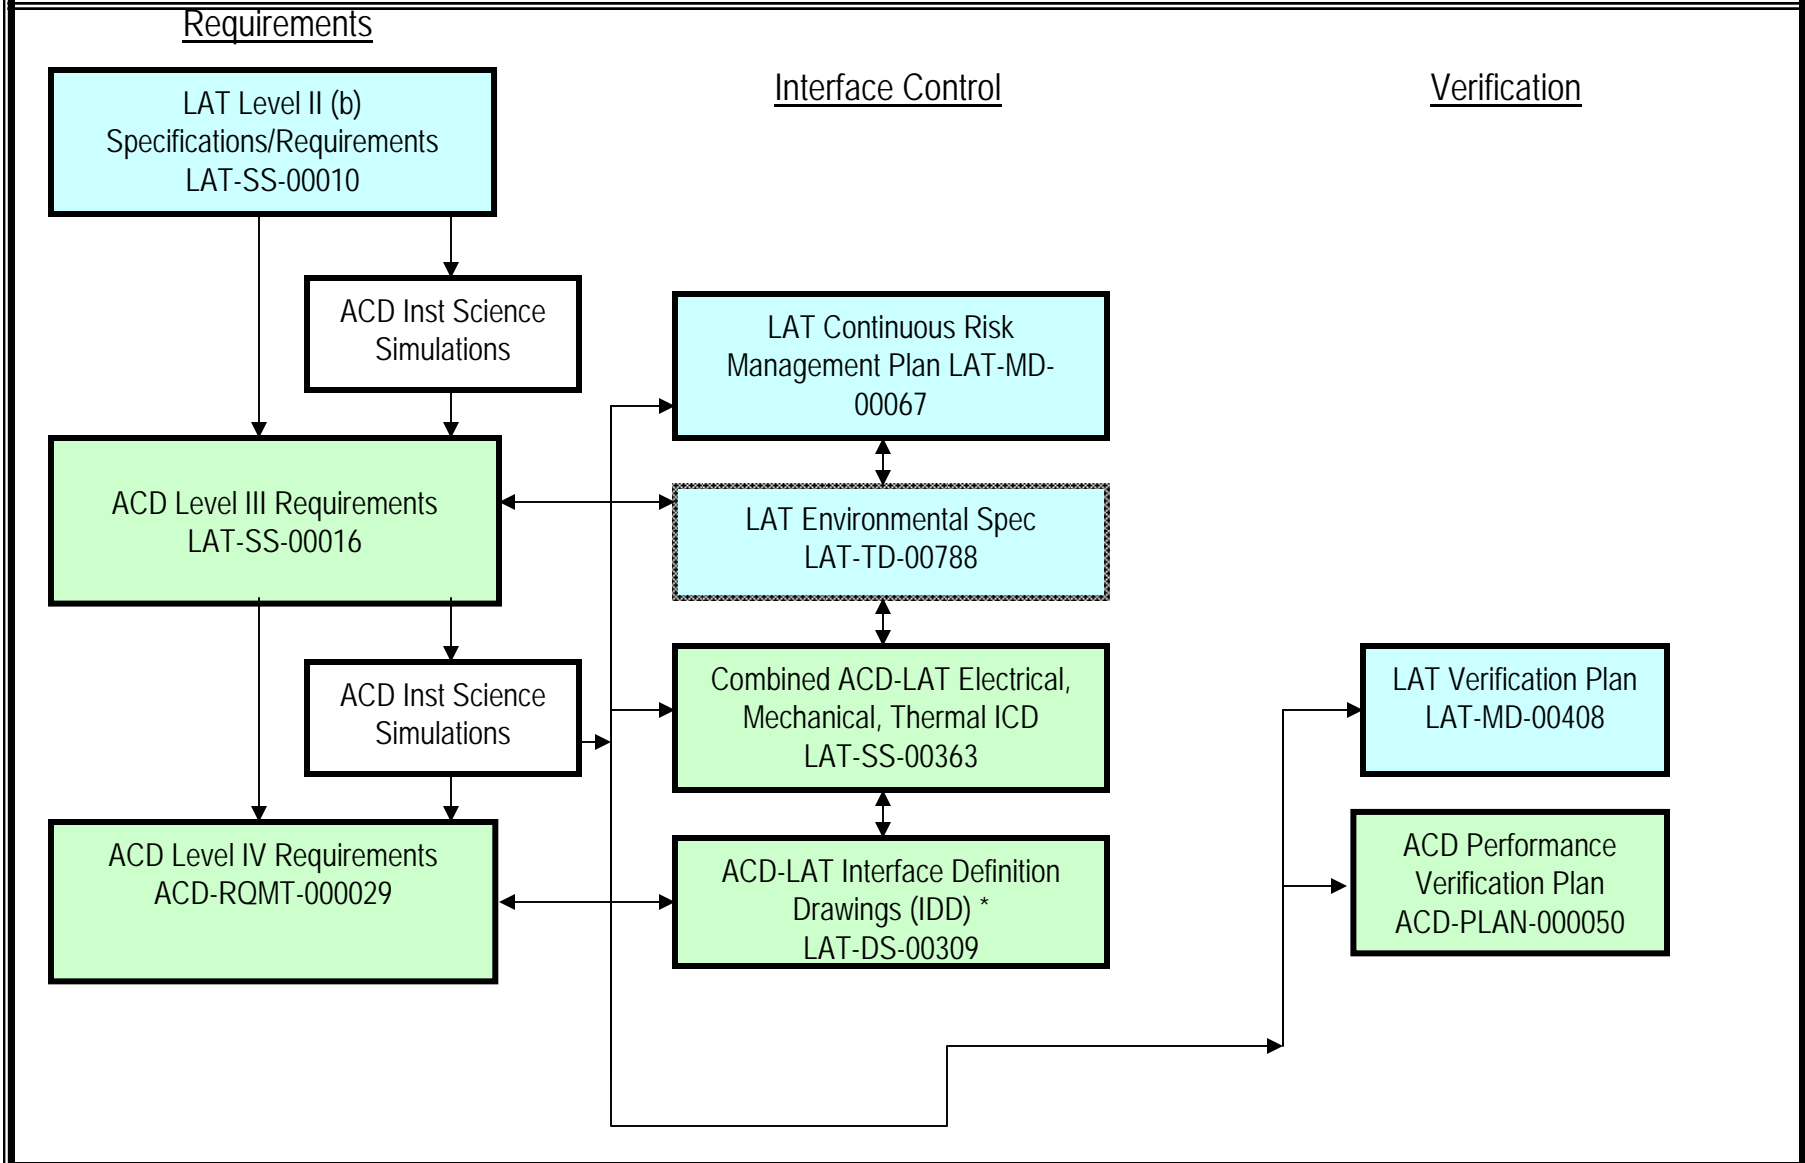 Requirements
Interface Control
Verification
LAT Level II (b)
Specifications/Requirements
LAT-SS-00010
ACD Inst Science
Simulations
LAT Continuous Risk
Management Plan LAT-MD-
00067
ACD Level III Requirements
LAT-SS-00016
LAT Environmental Spec
LAT-TD-00788
ACD Inst Science
Simulations
Combined ACD-LAT Electrical,
Mechanical, Thermal ICD
LAT-SS-00363
LAT Verification Plan
LAT-MD-00408
ACD Level IV Requirements
ACD-RQMT-000029
ACD-LAT Interface Definition
Drawings (IDD) *
LAT-DS-00309
ACD Performance
Verification Plan
ACD-PLAN-000050